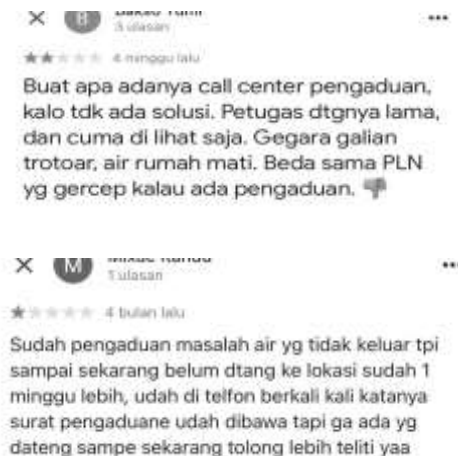 B
3 ulasan
4 minggu lalu
Buat apa adanya call center pengaduan,
kalo tdk ada solusi. Petugas dtgnya lama,
dan cuma di lihat saja. Gegara galian
trotoar, air rumah mati. Beda sama PLN
yg gercep kalau ada pengaduan. 👎
M
1 ulasan
4 bulan lalu
Sudah pengaduan masalah air yg tidak keluar tpi
sampai sekarang belum dtang ke lokasi sudah 1
minggu lebih, udah di telfon berkali kali katanya
surat pengaduane udah dibawa tapi ga ada yg
dateng sampe sekarang tolong lebih teliti yaa